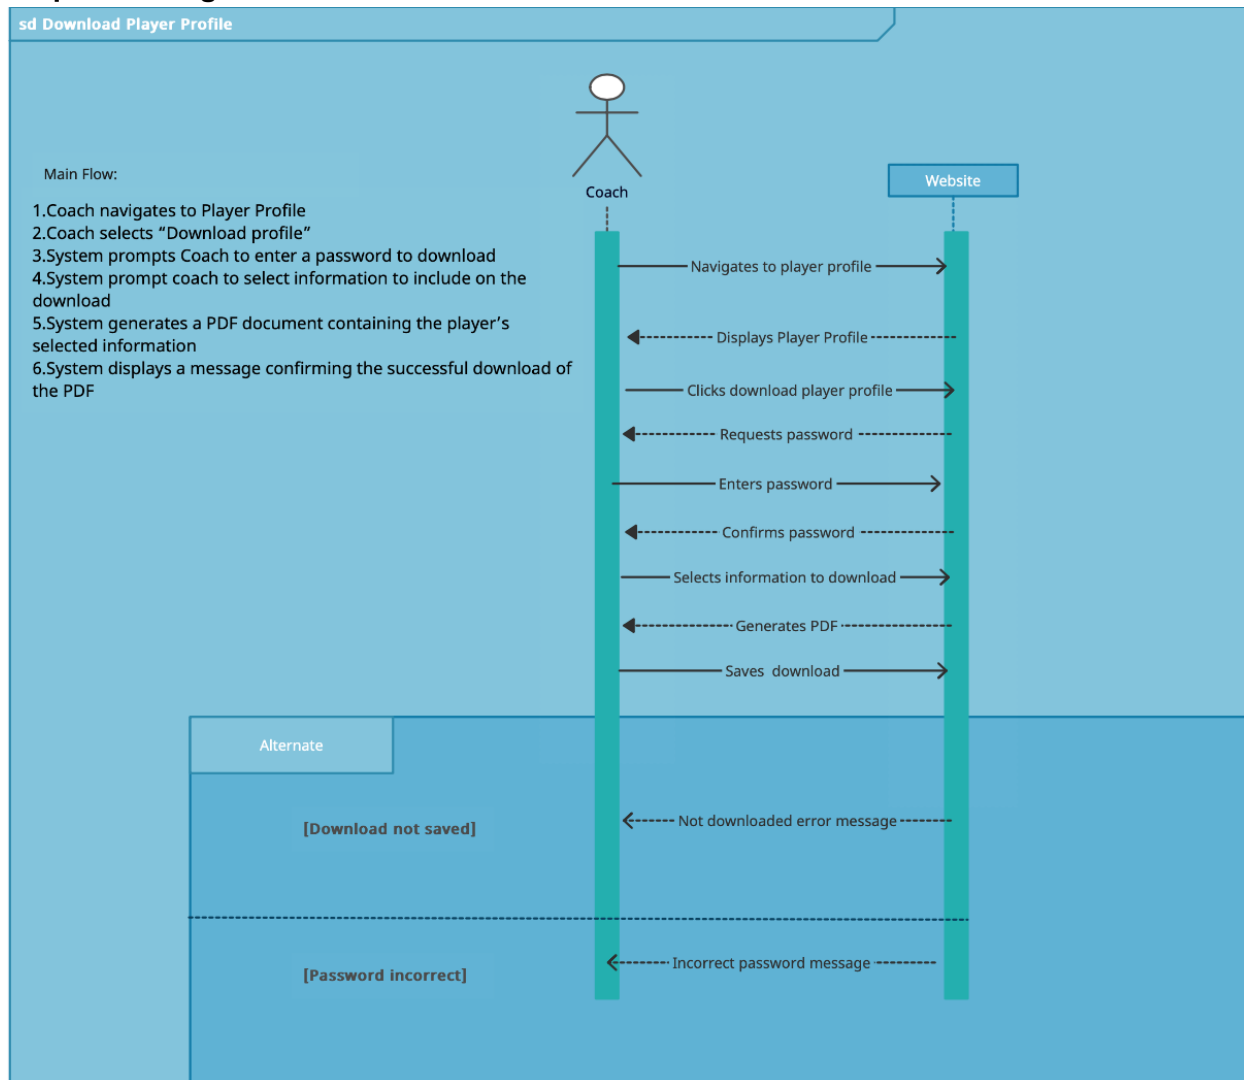 sd Download Player Profile
Main Flow:
1.Coach navigates to Player Profile
2.Coach selects “Download profile”
3.System prompts Coach to enter a password to download
4.System prompt coach to select information to include on the
download
5.System generates a PDF document containing the player’s
selected information
6.System displays a message confirming the successful download of
the PDF
Coach
Website
Navigates to player profile
Displays Player Profile
Clicks download player profile
Requests password
Enters password
Confirms password
Selects information to download
Generates PDF
Saves download
Alternate
[Download not saved]
Not downloaded error message
[Password incorrect]
Incorrect password message